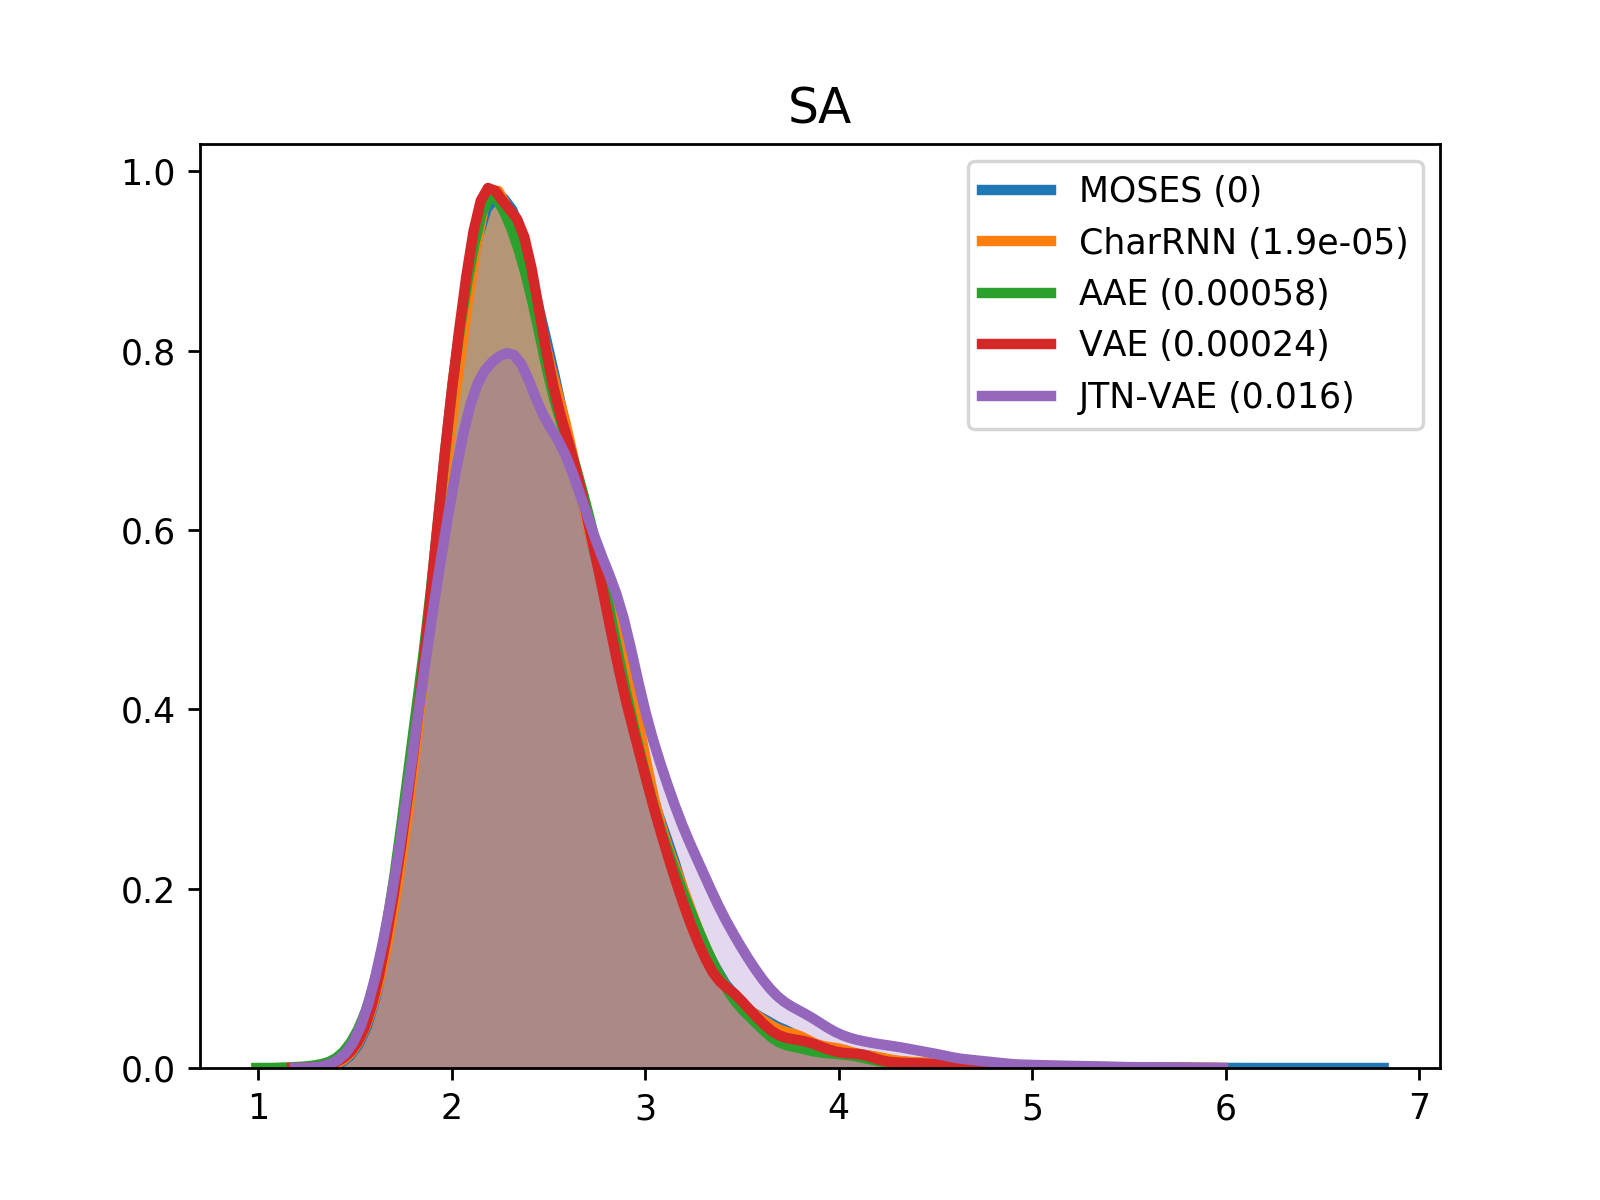 SA
MOSES (0)
CharRNN (1.9e-05)
AAE (0.00058)
VAE (0.00024)
JTN-VAE (0.016)
1.0
0.8
0.6
0.4
0.2
0.0
1 2 3 4 5 6 7